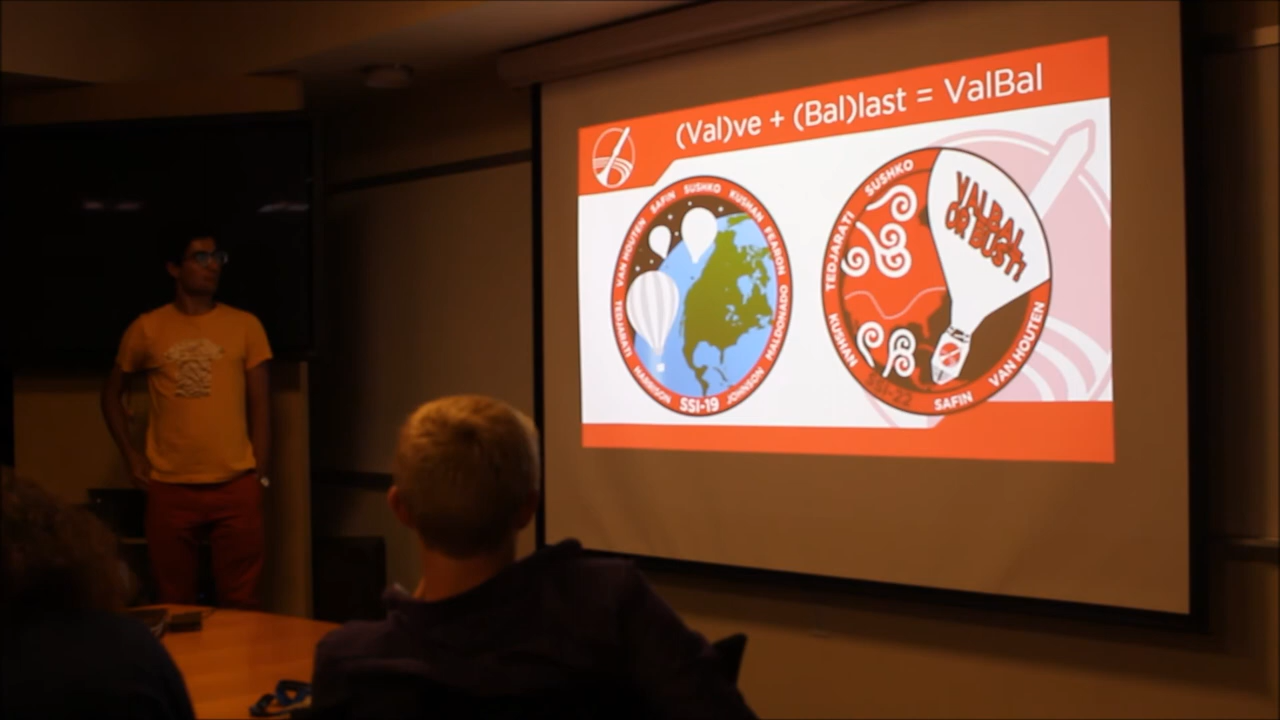 (Val)ve + (Bal)last = ValBal
SAFIN SUSHKO KUSHAN FEARON MALDONADO JOHNSON SSI-19 HARRISON TEDJARATI VAN HOUTEN
SUSHKO
VALBAL
OR BUST!
TEDJARATI
KUSHAN
SSI-22
SAFIN
VAN HOUTEN